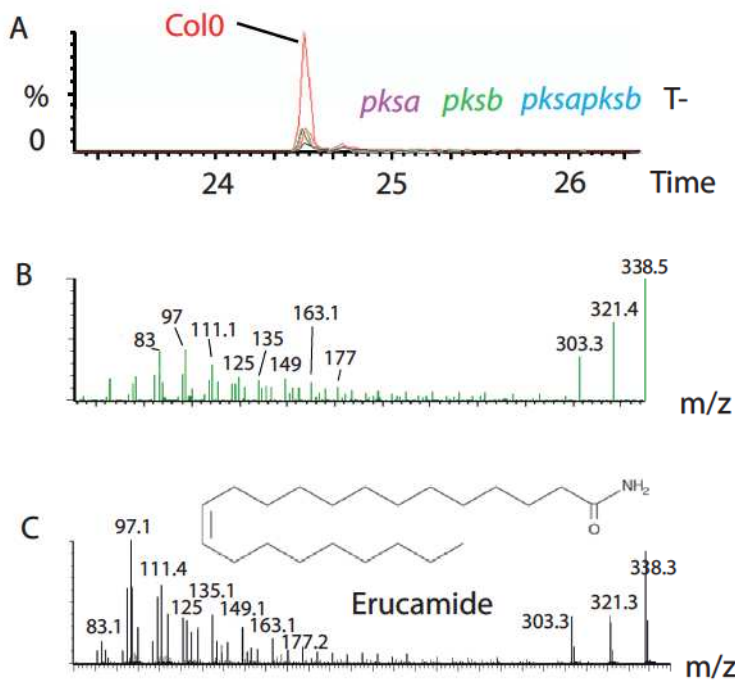 A
Col0
%
0
pksa pksb pksapksb T-
24 25 26 Time
B
338.5
321.4
303.3
163.1
97
111.1
83
135
125
149
177
m/z
C
NH₂
O
Erucamide
97.1
111.4
135.1
125
149.1
83.1
163.1
177.2
303.3
321.3
338.3
m/z